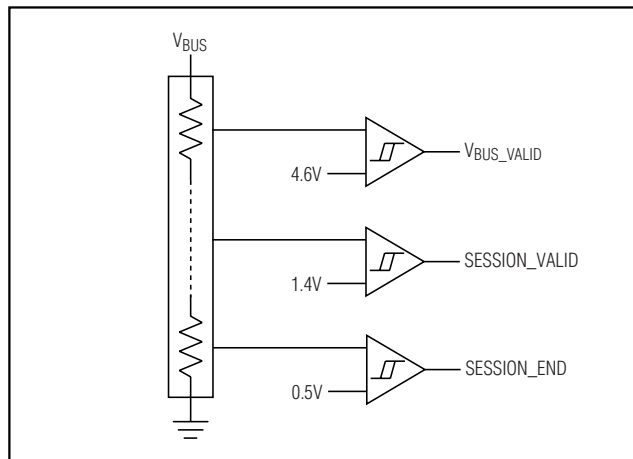 VBUS
4.6V
VBUS_VALID
1.4V
SESSION_VALID
0.5V
SESSION_END